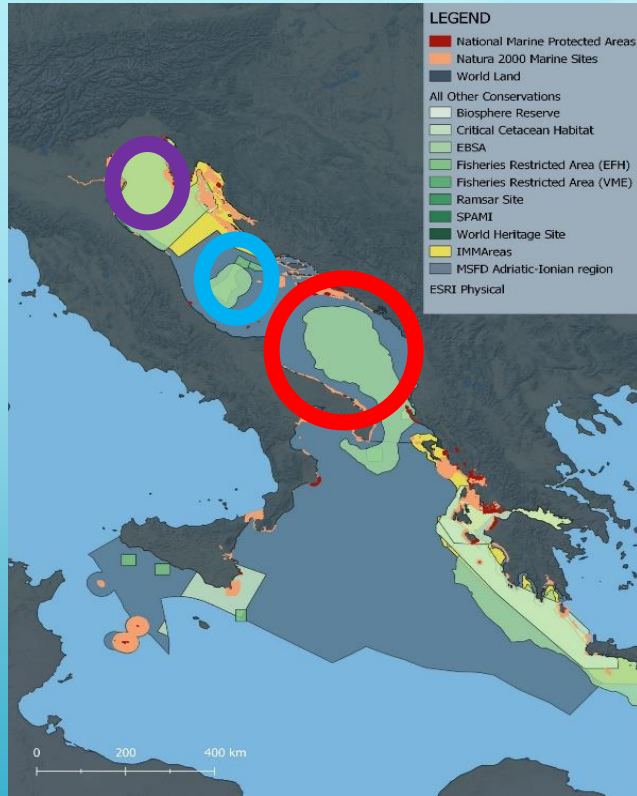 LEGEND
National Marine Protected Areas
Natura 2000 Marine Sites
World Land
All Other Conservations
Biosphere Reserve
Critical Cetacean Habitat
EBSA
Fisheries Restricted Area (EFH)
Fisheries Restricted Area (VME)
Ramsar Site
SPAMI
World Heritage Site
IMMAreas
MSFD Adriatic-Ionian region
ESRI Physical
0 200 400 km